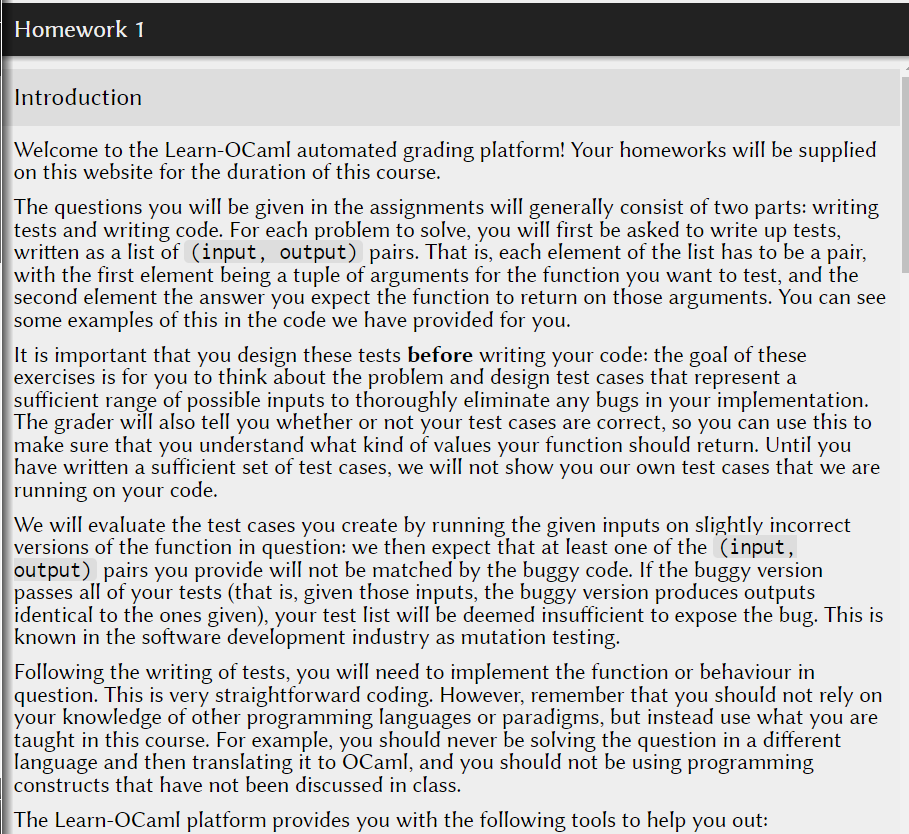 Homework 1
Introduction
Welcome to the Learn-OCaml automated grading platform! Your homeworks will be supplied
on this website for the duration of this course.
The questions you will be given in the assignments will generally consist of two parts: writing
tests and writing code. For each problem to solve, you will first be asked to write up tests,
written as a list of (input, output) pairs. That is, each element of the list has to be a pair,
with the first element being a tuple of arguments for the function you want to test, and the
second element the answer you expect the function to return on those arguments. You can see
some examples of this in the code we have provided for you.
It is important that you design these tests before writing your code: the goal of these
exercises is for you to think about the problem and design test cases that represent a
sufficient range of possible inputs to thoroughly eliminate any bugs in your implementation.
The grader will also tell you whether or not your test cases are correct, so you can use this to
make sure that you understand what kind of values your function should return. Until you
have written a sufficient set of test cases, we will not show you our own test cases that we are
running on your code.
We will evaluate the test cases you create by running the given inputs on slightly incorrect
versions of the function in question: we then expect that at least one of the (input,
output) pairs you provide will not be matched by the buggy code. If the buggy version
passes all of your tests (that is, given those inputs, the buggy version produces outputs
identical to the ones given), your test list will be deemed insufficient to expose the bug. This is
known in the software development industry as mutation testing.
Following the writing of tests, you will need to implement the function or behaviour in
question. This is very straightforward coding. However, remember that you should not rely on
your knowledge of other programming languages or paradigms, but instead use what you are
taught in this course. For example, you should never be solving the question in a different
language and then translating it to OCaml, and you should not be using programming
constructs that have not been discussed in class.
The Learn-OCaml platform provides you with the following tools to help you out: